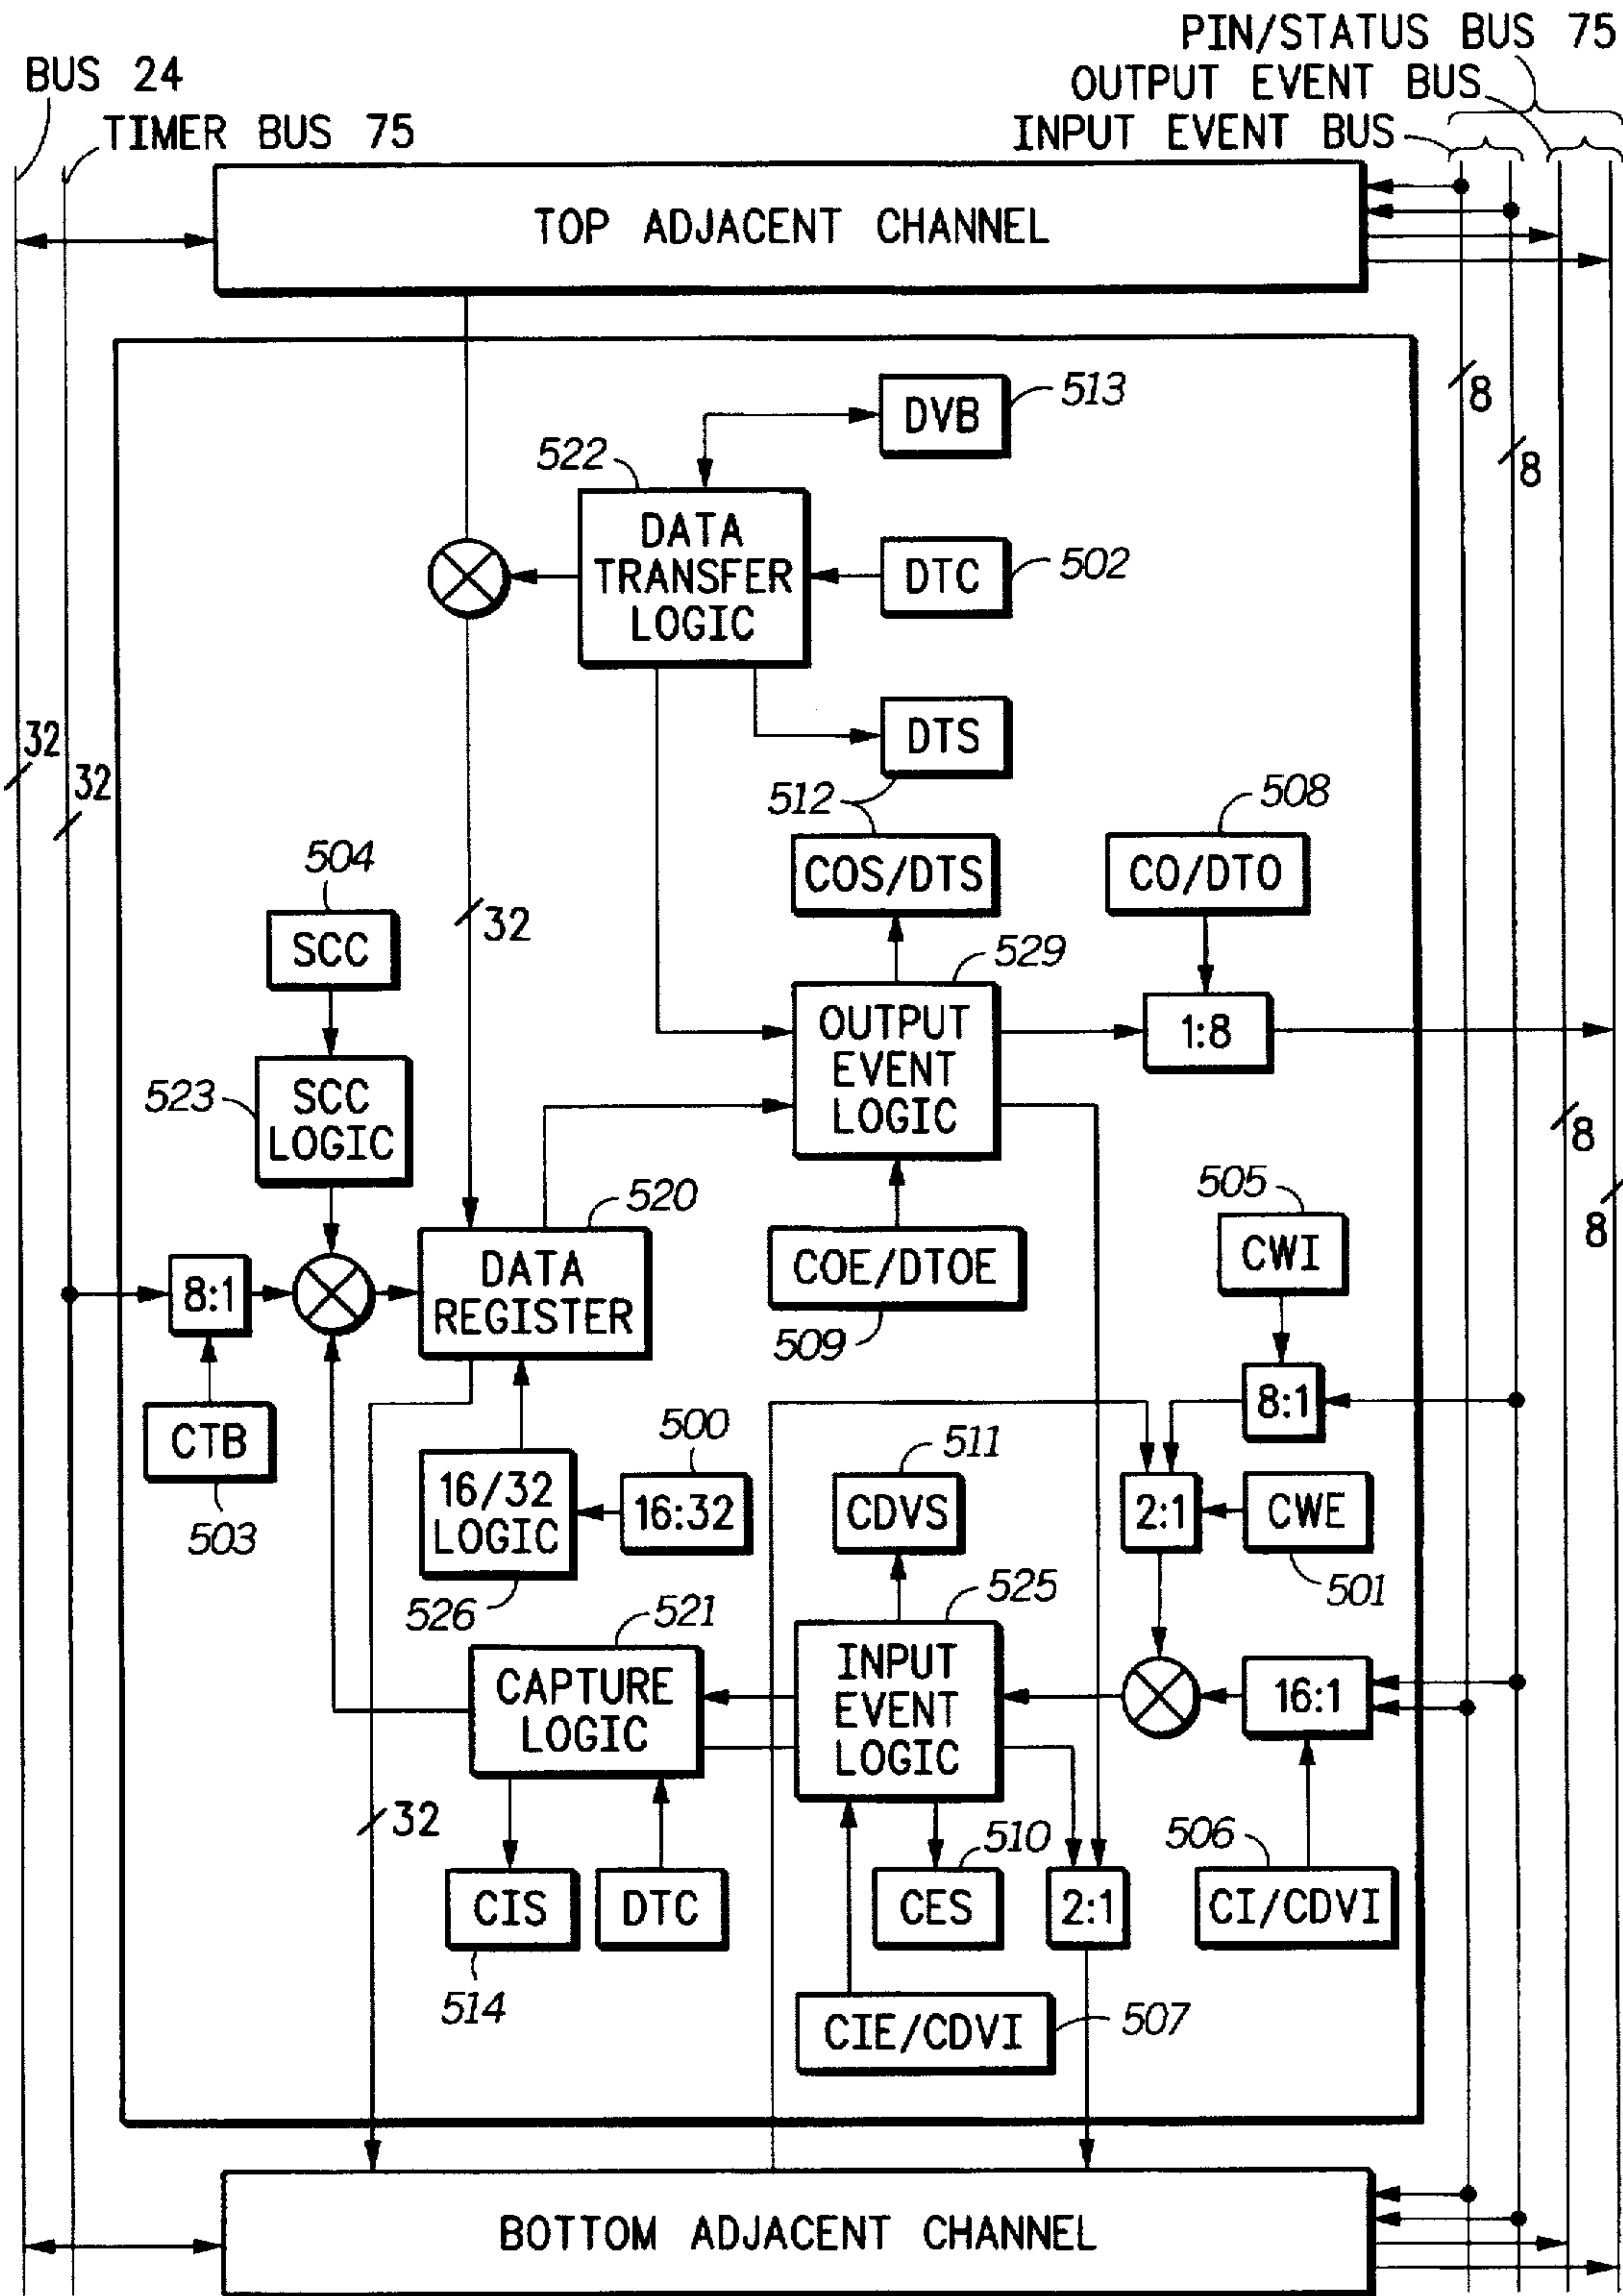 PIN/STATUS BUS 75
BUS 24
OUTPUT EVENT BUS
TIMER BUS 75
INPUT EVENT BUS
TOP ADJACENT CHANNEL
8
8
DVB
513
522
DATA
TRANSFER
LOGIC
DTC
502
DTS
32
32
512
508
COS/DTS
CO/DTO
504
SCC
32
529
OUTPUT
EVENT
LOGIC
1:8
523
SCC
LOGIC
8
8
520
505
CWI
DATA
REGISTER
COE/DTOE
509
8:1
CTB
503
8:1
16/32
LOGIC
526
500
16:32
511
CDVS
2:1
CWE
501
521
CAPTURE
LOGIC
525
INPUT
EVENT
LOGIC
16:1
32
CIS
514
DTC
510
CES
2:1
506
CI/CDVI
CIE/CDVI
507
BOTTOM ADJACENT CHANNEL